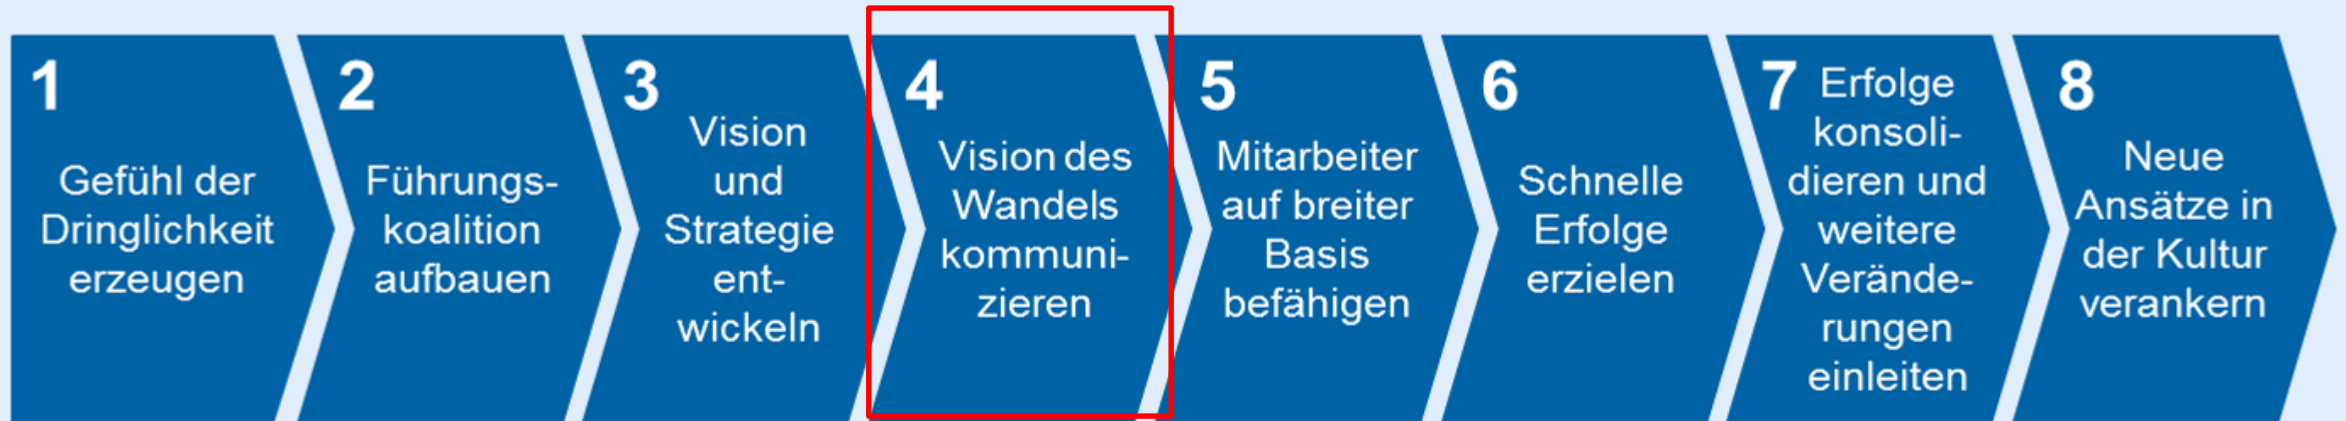 1
Gefühl der
Dringlichkeit
erzeugen
2
Führungs-
koalition
aufbauen
3
Vision
und
Strategie
ent-
wickeln
4
Vision des
Wandels
kommuni-
zieren
5
Mitarbeiter
auf breiter
Basis
befähigen
6
Schnelle
Erfolge
erzielen
7 Erfolge
konsoli-
dieren und
weitere
Verände-
rungen
einleiten
8
Neue
Ansätze in
der Kultur
verankern